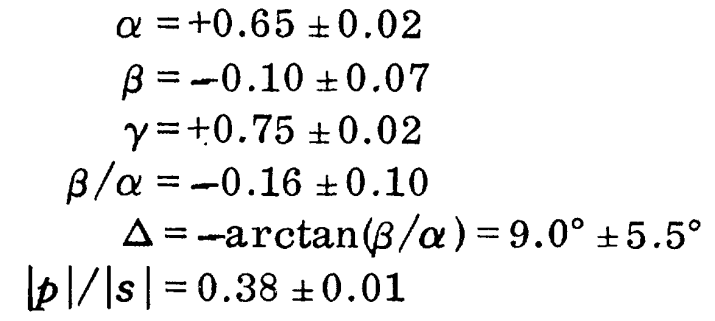 α = +0.65 ± 0.02
β = −0.10 ± 0.07
γ = +0.75 ± 0.02
β/α = −0.16 ± 0.10
Δ = −arctan(β/α) = 9.0° ± 5.5°
|p|/|s| = 0.38 ± 0.01